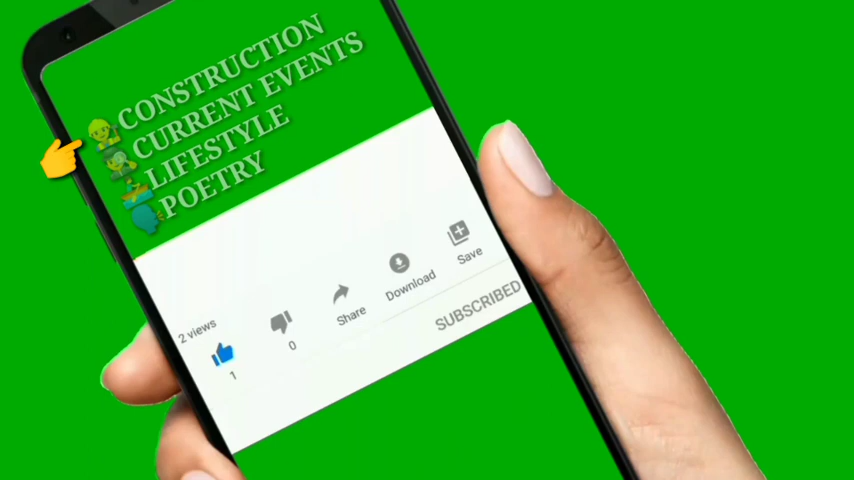 CONSTRUCTION
CURRENT EVENTS
LIFESTYLE
POETRY
2 views
1
0
Share
Download
Save
SUBSCRIBED